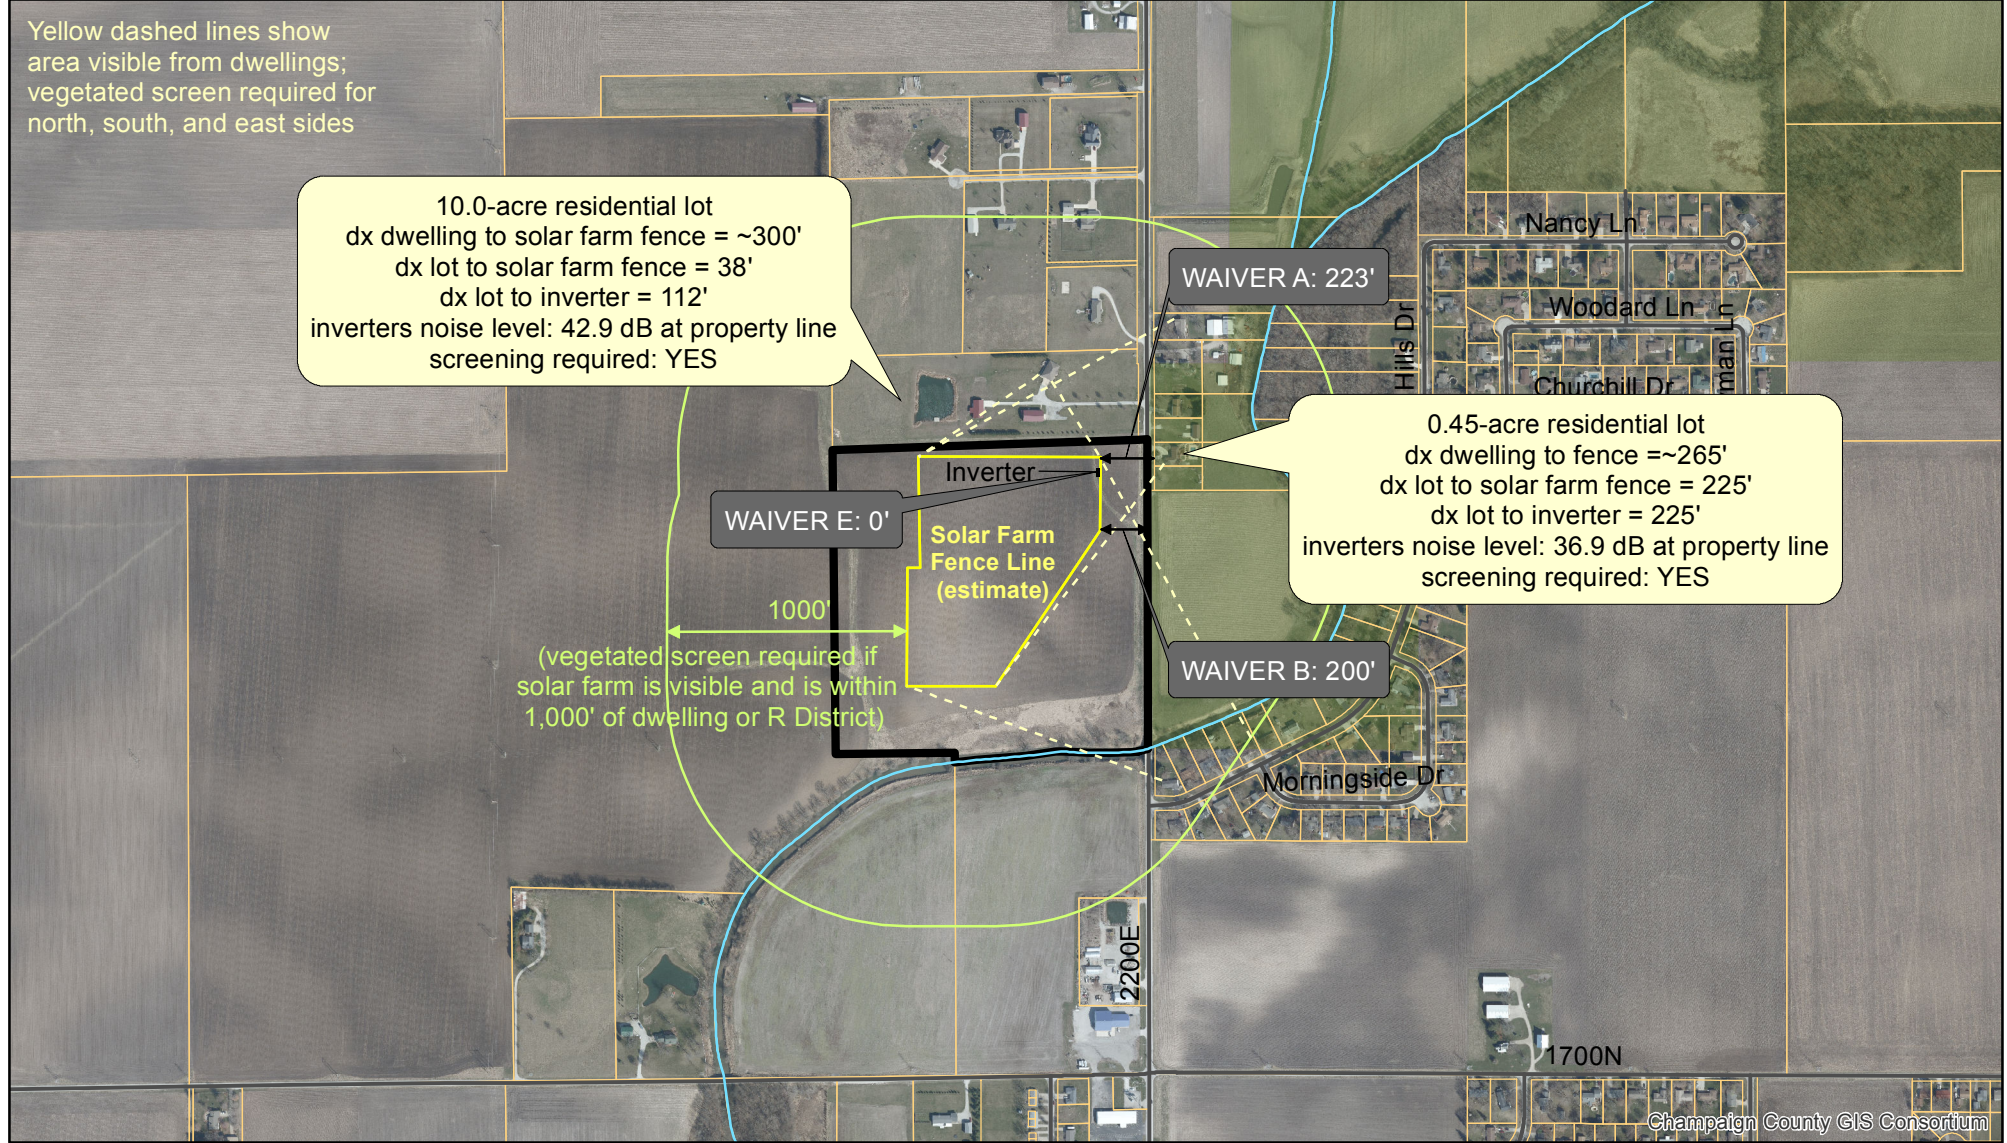 Yellow dashed lines show
area visible from dwellings;
vegetated screen required for
north, south, and east sides
10.0-acre residential lot
dx dwelling to solar farm fence = ~300'
dx lot to solar farm fence = 38'
dx lot to inverter = 112'
inverters noise level: 42.9 dB at property line
screening required: YES
WAIVER A: 223'
Nancy Ln
Woodard Ln
Hills Dr
man Ln
Churchill Dr
0.45-acre residential lot
dx dwelling to fence =~265'
dx lot to solar farm fence = 225'
dx lot to inverter = 225'
inverters noise level: 36.9 dB at property line
screening required: YES
Inverter
WAIVER E: 0'
Solar Farm
Fence Line
(estimate)
1000'
(vegetated screen required if
solar farm is visible and is within
1,000' of dwelling or R District)
WAIVER B: 200'
Morningside Dr
2200E
1700N
Champaign County GIS Consortium